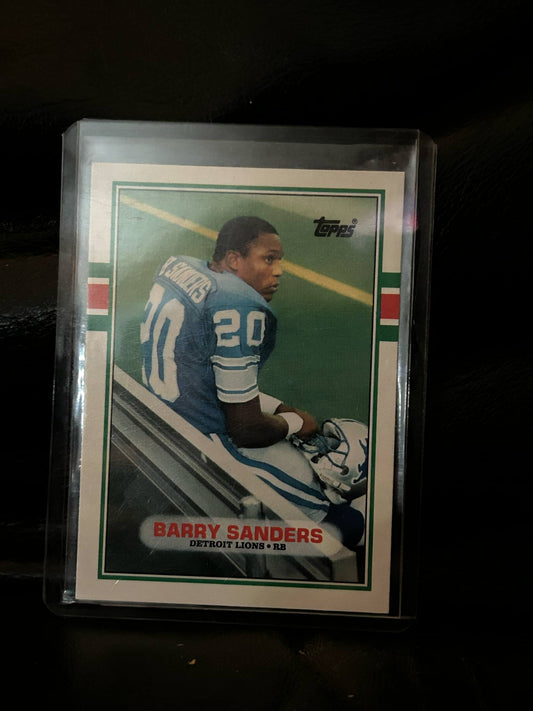 Topps®
B. SANDERS
20
20
BARRY SANDERS
DETROIT LIONS • RB